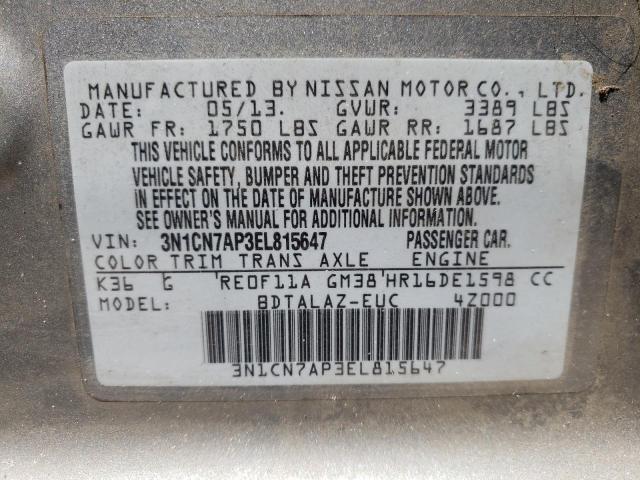 MANUFACTURED BY NISSAN MOTOR CO., LTD.
DATE: 05/13. GVWR: 3389 LBS
GAWR FR: 1750 LBS GAWR RR: 1687 LBS
THIS VEHICLE CONFORMS TO ALL APPLICABLE FEDERAL MOTOR
VEHICLE SAFETY, BUMPER AND THEFT PREVENTION STANDARDS
IN EFFECT ON THE DATE OF MANUFACTURE SHOWN ABOVE.
SEE OWNER'S MANUAL FOR ADDITIONAL INFORMATION.
VIN: 3N1CN7AP3EL815647 PASSENGER CAR.
COLOR TRIM TRANS AXLE ENGINE
K36 G RE0F11A GM38 HR16DE1598 CC
MODEL: BDTALAZ-EUC 4Z000
3N1CN7AP3EL815647